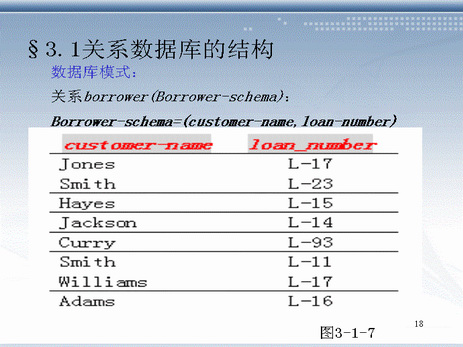 §3.1关系数据库的结构
数据库模式：
关系borrower(Borrower-schema)：
Borrower-schema=(customer-name,loan-number)
customer-name loan_number
Jones L-17
Smith L-23
Hayes L-15
Jackson L-14
Curry L-93
Smith L-11
Williams L-17
Adams L-16
图3-1-7
18